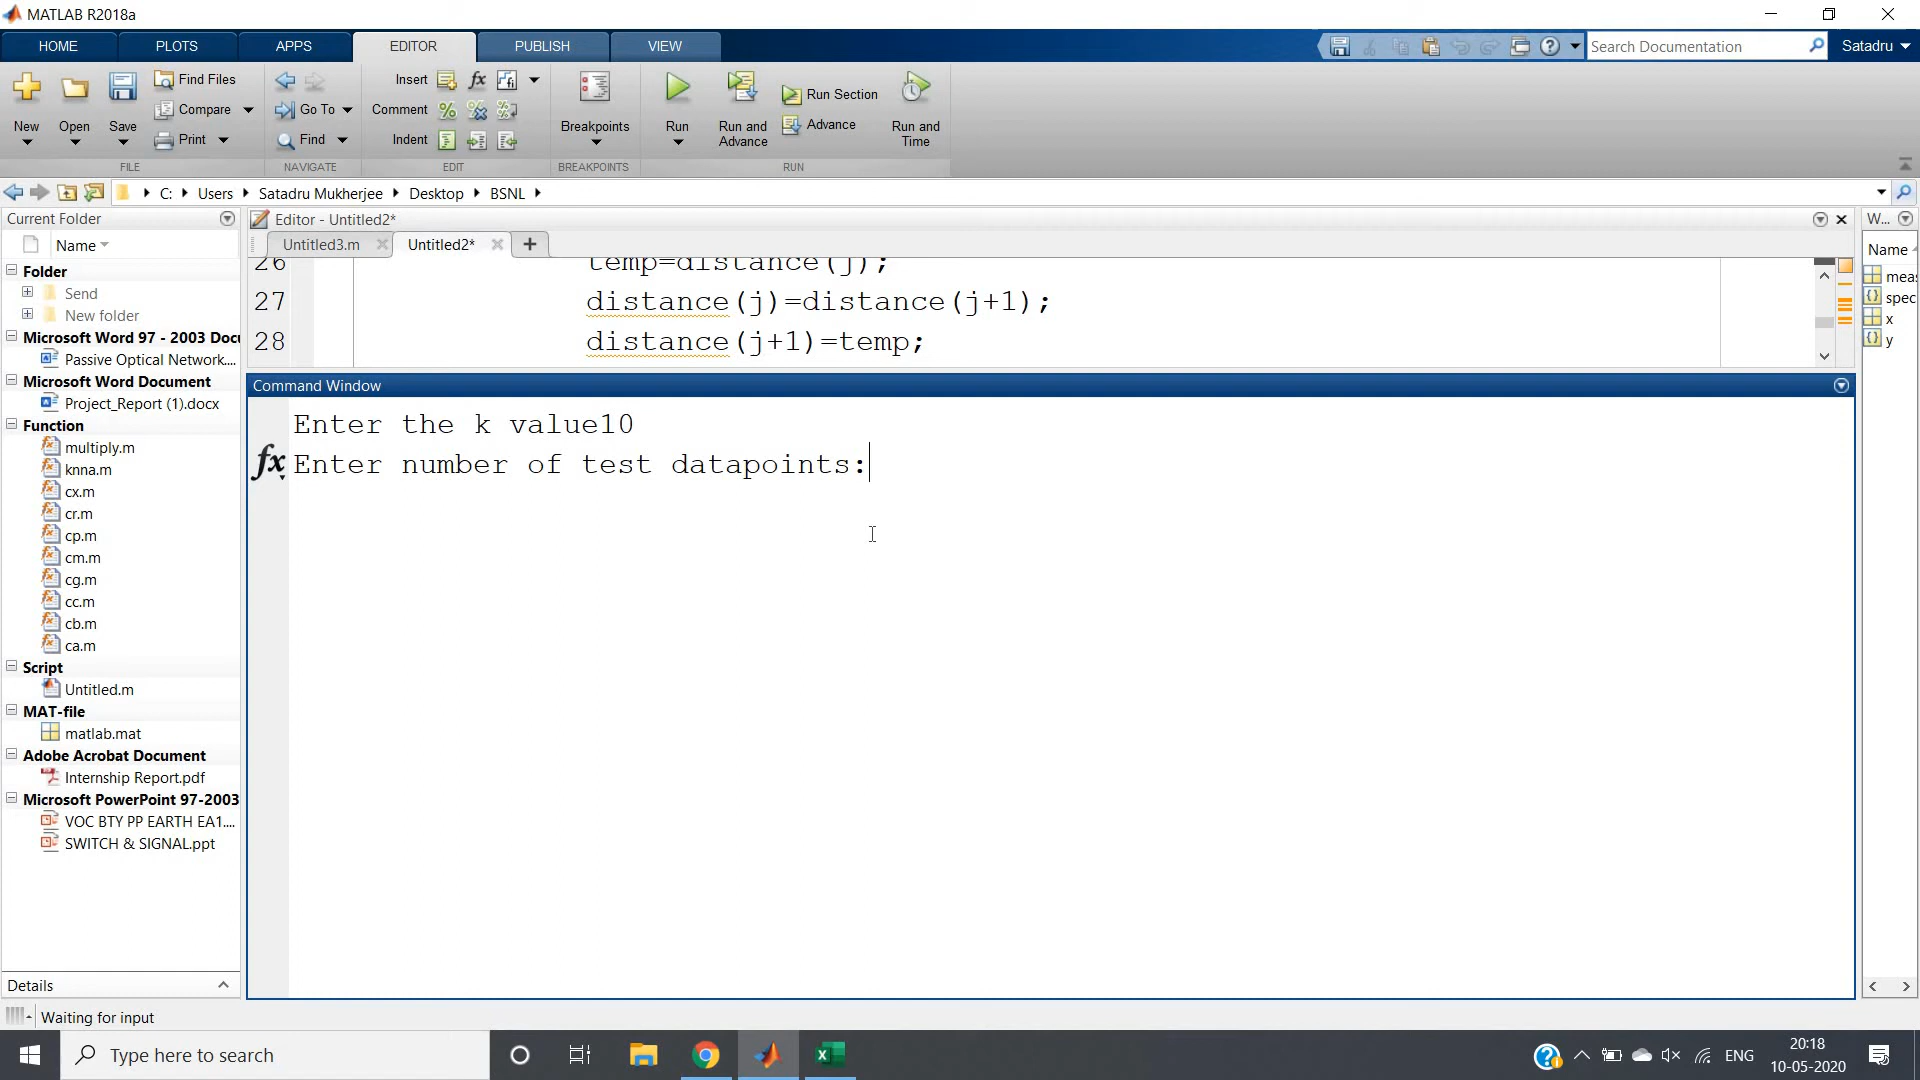 MATLAB R2018a
HOME PLOTS APPS EDITOR PUBLISH VIEW
Search Documentation
Satadru
New Open Save
Find Files
Compare
Print
FILE
Go To
Find
NAVIGATE
Insert
Comment
Indent
EDIT
fx
Breakpoints
BREAKPOINTS
Run
Run and Advance
Run Section
Advance
Run and Time
RUN
C: Users Satadru Mukherjee Desktop BSNL
Current Folder
Name
Folder
Send
New folder
Microsoft Word 97 - 2003 Docu
Passive Optical Network....
Microsoft Word Document
Project_Report (1).docx
Function
multiply.m
knna.m
cx.m
cr.m
cp.m
cm.m
cg.m
cc.m
cb.m
ca.m
Script
Untitled.m
MAT-file
matlab.mat
Adobe Acrobat Document
Internship Report.pdf
Microsoft PowerPoint 97-2003
VOC BTY PP EARTH EA1....
SWITCH & SIGNAL.ppt
Details
Editor - Untitled2*
Untitled3.m Untitled2*
26 temp=distance(j);
27 distance(j)=distance(j+1);
28 distance(j+1)=temp;
Command Window
Enter the k value10
fx Enter number of test datapoints:
W...
Name
meas
spec
x
y
Waiting for input
Type here to search
ENG
20:18
10-05-2020